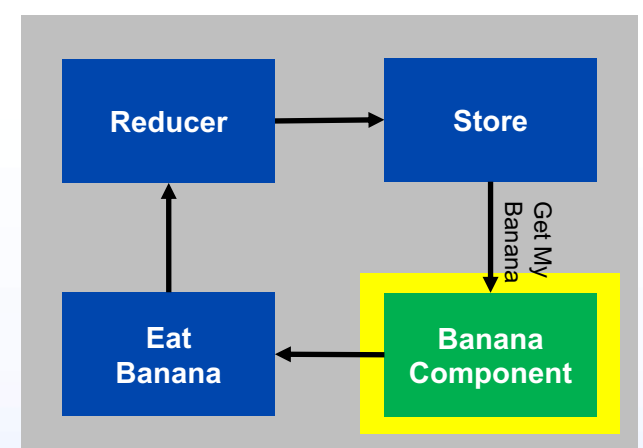 Reducer
Store
Get My
Banana
Eat
Banana
Banana
Component